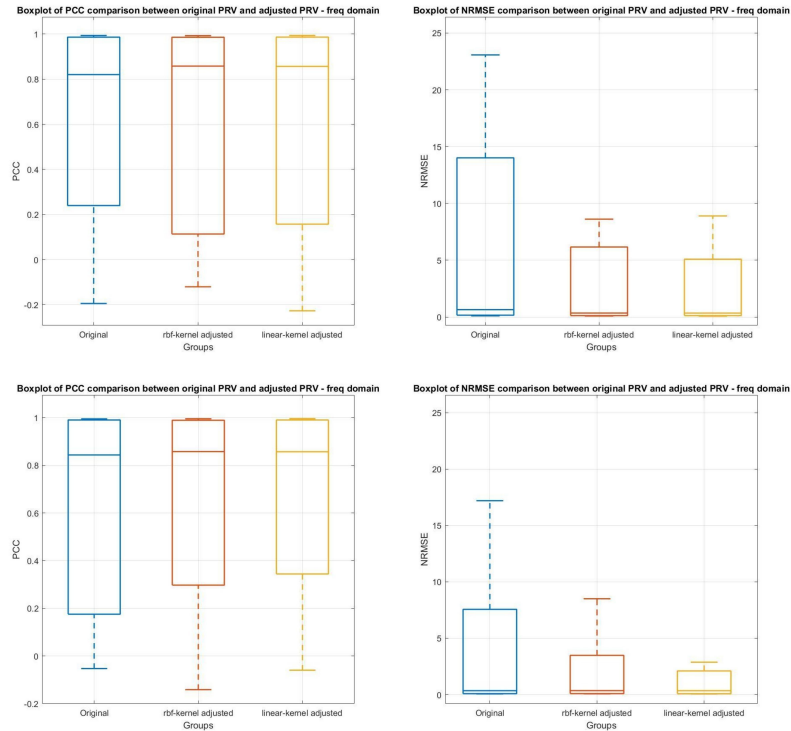 Boxplot of PCC comparison between original PRV and adjusted PRV - freq domain
1
0.8
0.6
0.4
0.2
0
-0.2
PCC
Original
rbf-kernel adjusted
linear-kernel adjusted
Groups
Boxplot of NRMSE comparison between original PRV and adjusted PRV - freq domain
25
20
15
10
5
0
NRMSE
Original
rbf-kernel adjusted
linear-kernel adjusted
Groups
Boxplot of PCC comparison between original PRV and adjusted PRV - freq domain
1
0.8
0.6
0.4
0.2
0
-0.2
PCC
Original
rbf-kernel adjusted
linear-kernel adjusted
Groups
Boxplot of NRMSE comparison between original PRV and adjusted PRV - freq domain
25
20
15
10
5
0
NRMSE
Original
rbf-kernel adjusted
linear-kernel adjusted
Groups